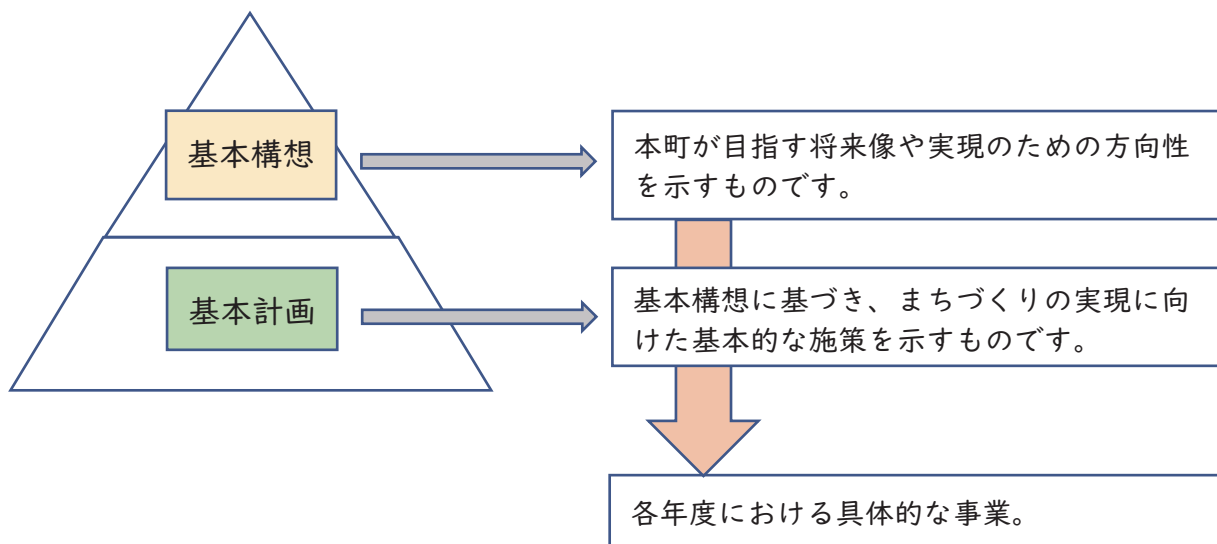 基本構想
本町が目指す将来像や実現のための方向性
を示すものです。
基本計画
基本構想に基づき、まちづくりの実現に向
けた基本的な施策を示すものです。
各年度における具体的な事業。